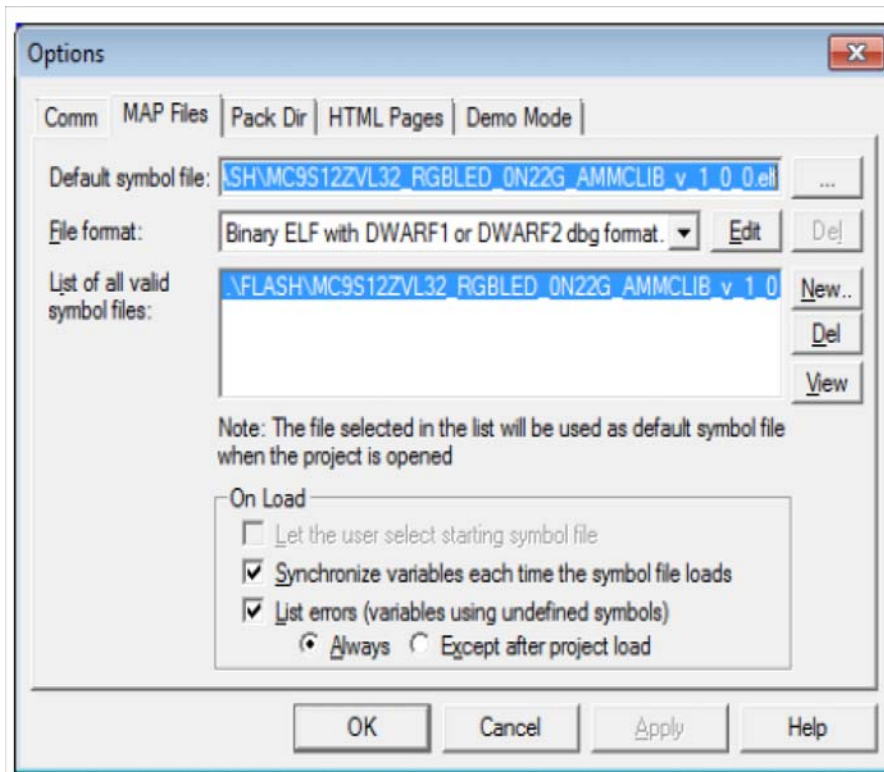 Options
Comm MAP Files Pack Dir HTML Pages Demo Mode
Default symbol file: ASH\MC9S12ZVL32_RGBLED_0N22G_AMMCLIB_v_1_0_0.elf ...
File format: Binary ELF with DWARF1 or DWARF2 dbg format. Edit Del
List of all valid
symbol files:
.\FLASH\MC9S12ZVL32_RGBLED_0N22G_AMMCLIB_v_1_0 New..
Del
View
Note: The file selected in the list will be used as default symbol file
when the project is opened
On Load
Let the user select starting symbol file
Synchronize variables each time the symbol file loads
List errors (variables using undefined symbols)
Always Except after project load
OK Cancel Apply Help